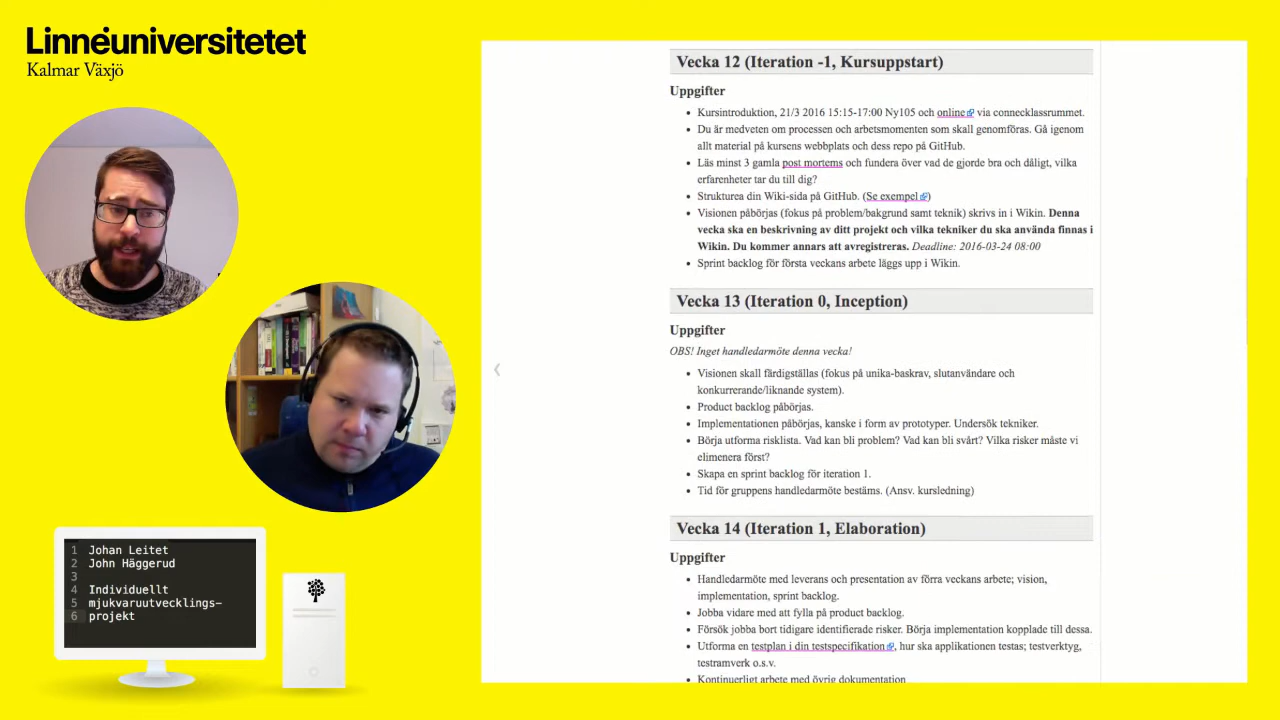 Linnéuniversitetet
Kalmar Växjö
1 Johan Leitet
2 John Häggerud
3
4 Individuellt
5 mjukvaruutvecklings-
6 projekt
Vecka 12 (Iteration -1, Kursuppstart)
Uppgifter
• Kursintroduktion, 21/3 2016 15:15-17:00 Ny105 och online via connecklassrummet.
• Du är medveten om processen och arbetsmomenten som skall genomföras. Gå igenom
allt material på kursens webbplats och dess repo på GitHub.
• Läs minst 3 gamla post mortems och fundera över vad de gjorde bra och dåligt, vilka
erfarenheter tar du till dig?
• Strukturea din Wiki-sida på GitHub. (Se exempel)
• Visionen påbörjas (fokus på problem/bakgrund samt teknik) skrivs in i Wikin. Denna
vecka ska en beskrivning av ditt projekt och vilka tekniker du ska använda finnas i
Wikin. Du kommer annars att avregistreras. Deadline: 2016-03-24 08:00
• Sprint backlog för första veckans arbete läggs upp i Wikin.
Vecka 13 (Iteration 0, Inception)
Uppgifter
OBS! Inget handledarmöte denna vecka!
• Visionen skall färdigställas (fokus på unika-baskrav, slutanvändare och
konkurrerande/liknande system).
• Product backlog påbörjas.
• Implementationen påbörjas, kanske i form av prototyper. Undersök tekniker.
• Börja utforma risklista. Vad kan bli problem? Vad kan bli svårt? Vilka risker måste vi
elimenera först?
• Skapa en sprint backlog för iteration 1.
• Tid för gruppens handledarmöte bestäms. (Ansv. kursledning)
Vecka 14 (Iteration 1, Elaboration)
Uppgifter
• Handledarmöte med leverans och presentation av förra veckans arbete; vision,
implementation, sprint backlog.
• Jobba vidare med att fylla på product backlog.
• Försök jobba bort tidigare identifierade risker. Börja implementation kopplade till dessa.
• Utforma en testplan i din testspecifikation, hur ska applikationen testas; testverktyg,
testramverk o.s.v.
• Kontinuerligt arbete med övrig dokumentation